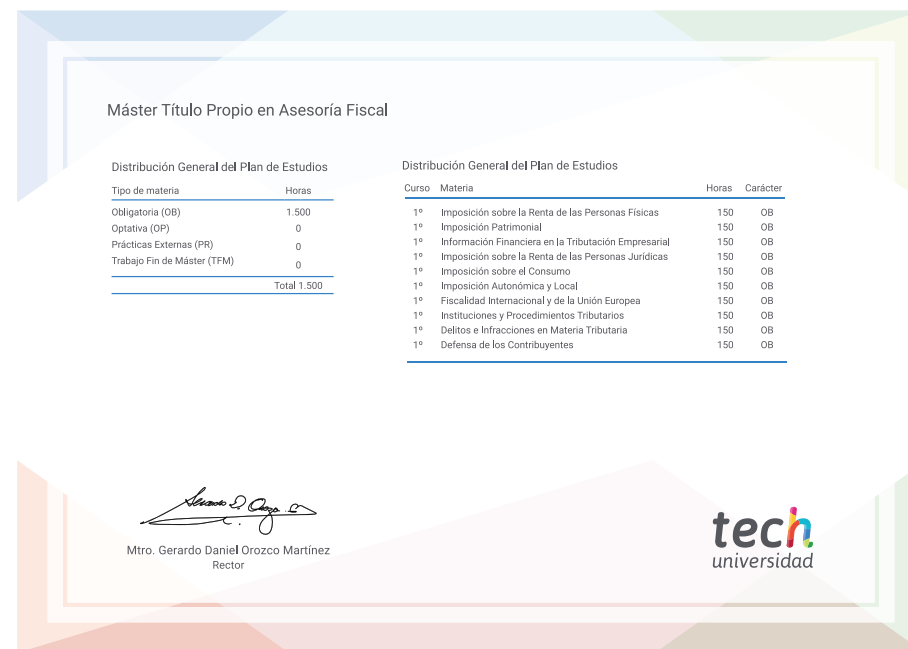 Máster Título Propio en Asesoría Fiscal
Distribución General del Plan de Estudios
Tipo de materia Horas
Obligatoria (OB) 1.500
Optativa (OP) 0
Prácticas Externas (PR) 0
Trabajo Fin de Máster (TFM) 0
Total 1.500
Distribución General del Plan de Estudios
Curso Materia Horas Carácter
1º Imposición sobre la Renta de las Personas Físicas 150 OB
1º Imposición Patrimonial 150 OB
1º Información Financiera en la Tributación Empresarial 150 OB
1º Imposición sobre la Renta de las Personas Jurídicas 150 OB
1º Imposición sobre el Consumo 150 OB
1º Imposición Autonómica y Local 150 OB
1º Fiscalidad Internacional y de la Unión Europea 150 OB
1º Instituciones y Procedimientos Tributarios 150 OB
1º Delitos e Infracciones en Materia Tributaria 150 OB
1º Defensa de los Contribuyentes 150 OB
Mtro. Gerardo Daniel Orozco Martínez
Rector
tech
universidad